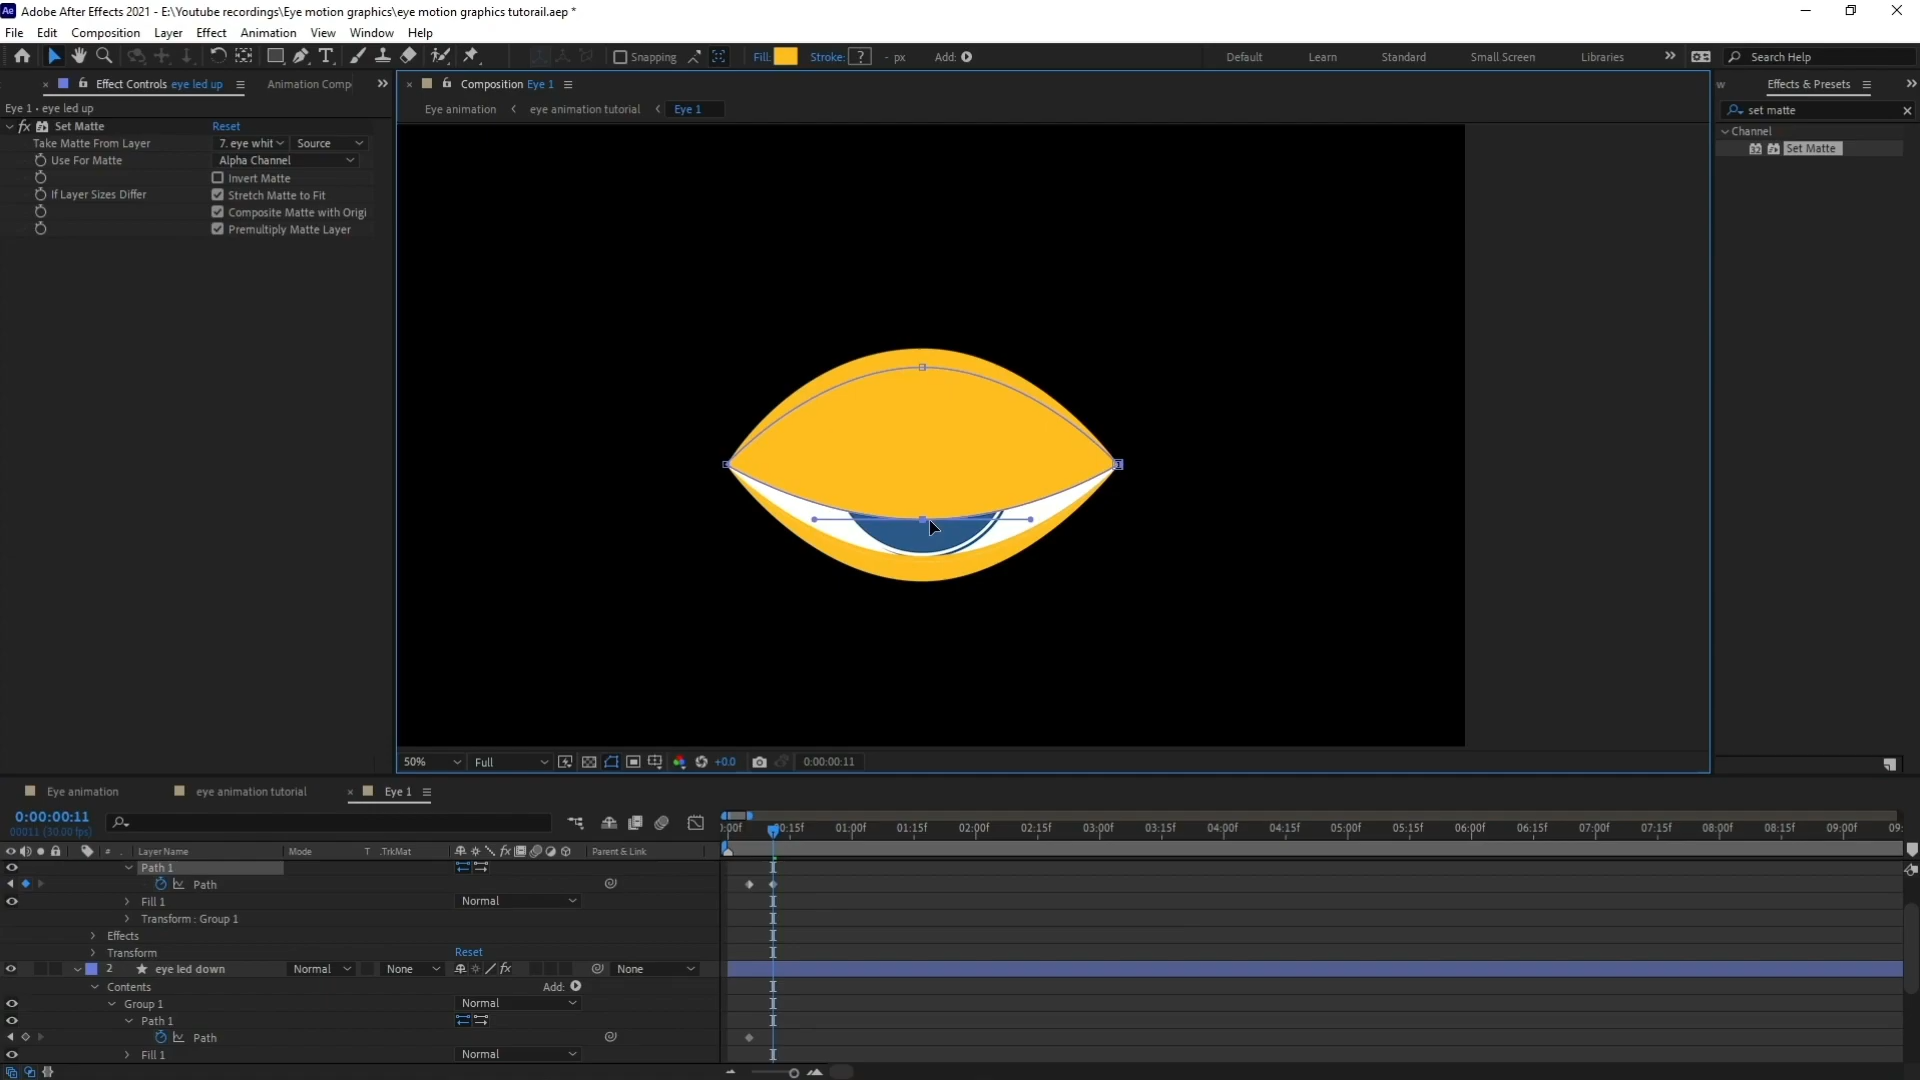 Adobe After Effects 2021 - E:\Youtube recordings\Eye motion graphics\eye motion graphics tutorail.aep *
File Edit Composition Layer Effect Animation View Window Help
Snapping Fill: Stroke: ? - px Add: Default Learn Standard Small Screen Libraries Search Help
Effect Controls eye led up Animation Comp
Composition Eye 1
Effects & Presets
Eye 1 • eye led up
Eye animation eye animation tutorial Eye 1
set matte
fx Set Matte Reset
Channel
Take Matte From Layer 7. eye whit Source
Set Matte
Use For Matte Alpha Channel
Invert Matte
If Layer Sizes Differ Stretch Matte to Fit
Composite Matte with Origi
Premultiply Matte Layer
50% Full +0.0 0:00:00:11
Eye animation eye animation tutorial Eye 1
0:00:00:11
00011 (30.00 fps)
:00f 00:15f 01:00f 01:15f 02:00f 02:15f 03:00f 03:15f 04:00f 04:15f 05:00f 05:15f 06:00f 06:15f 07:00f 07:15f 08:00f 08:15f 09:00f 09:
# Layer Name Mode T .TrkMat Parent & Link
Path 1
Path
Fill 1 Normal
Transform : Group 1
Effects
Transform Reset
2 eye led down Normal None None
Contents Add:
Group 1 Normal
Path 1
Path
Fill 1 Normal